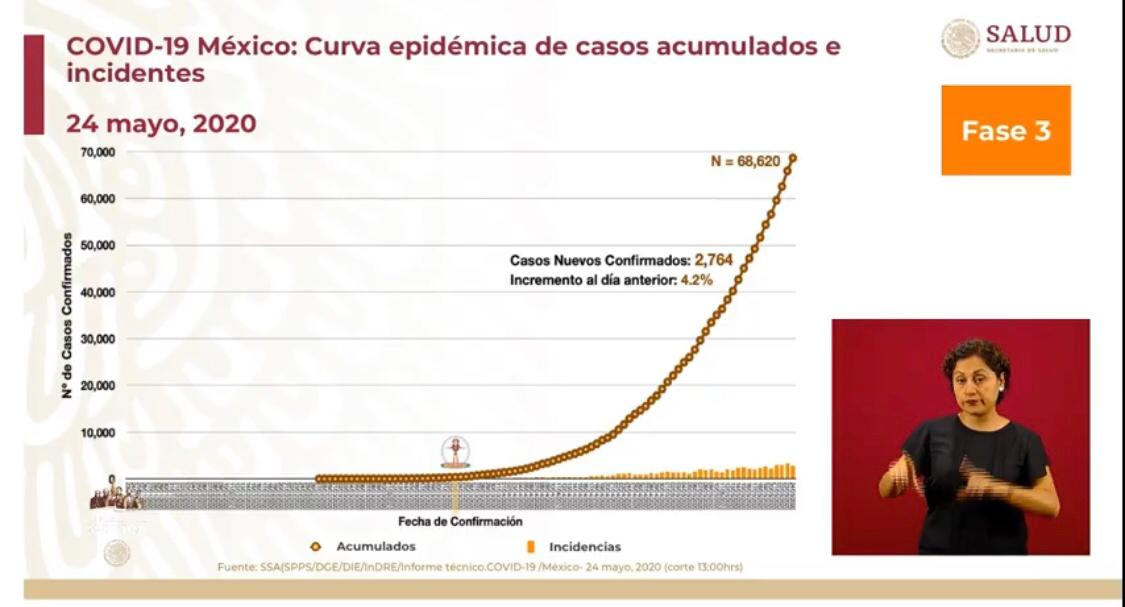 COVID-19 México: Curva epidémica de casos acumulados e
incidentes
24 mayo, 2020
SALUD
SECRETARÍA DE SALUD
Fase 3
N = 68,620
Casos Nuevos Confirmados: 2,764
Incremento al día anterior: 4.2%
N° de Casos Confirmados
70,000
60,000
50,000
40,000
30,000
20,000
10,000
0
Fecha de Confirmación
Acumulados
Incidencias
Fuente: SSA(SPPS/DGE/DIE/InDRE/Informe técnico.COVID-19 /México- 24 mayo, 2020 (corte 13:00hrs)